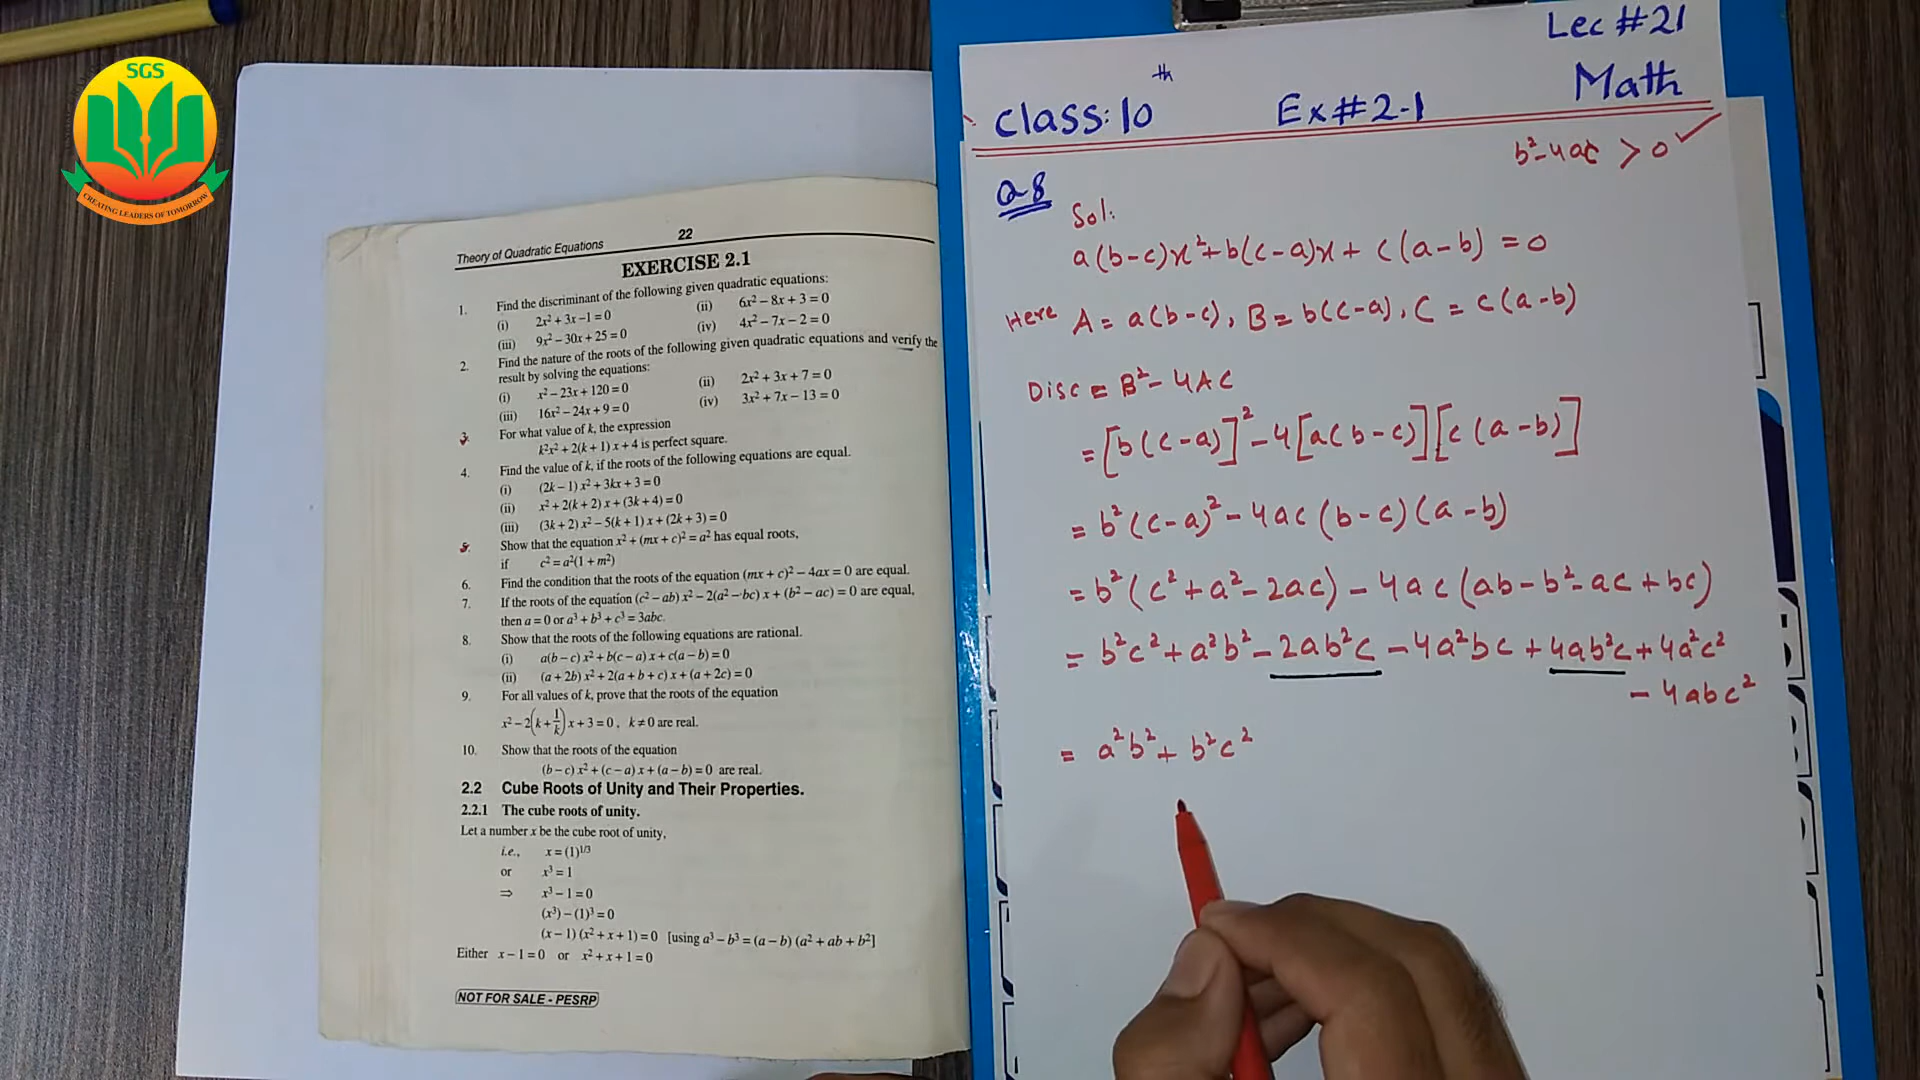 SGS
CREATING LEADERS OF TOMORROW
Theory of Quadratic Equations 22
EXERCISE 2.1
1. Find the discriminant of the following given quadratic equations:
(i) 2x² + 3x – 1 = 0 (ii) 6x² – 8x + 3 = 0
(iii) 9x² – 30x + 25 = 0 (iv) 4x² – 7x – 2 = 0
2. Find the nature of the roots of the following given quadratic equations and verify the
result by solving the equations:
(i) x² – 23x + 120 = 0 (ii) 2x² + 3x + 7 = 0
(iii) 16x² – 24x + 9 = 0 (iv) 3x² + 7x – 13 = 0
3. For what value of k, the expression
k²x² + 2(k + 1) x + 4 is perfect square.
4. Find the value of k, if the roots of the following equations are equal.
(i) (2k – 1) x² + 3kx + 3 = 0
(ii) x² + 2(k + 2) x + (3k + 4) = 0
(iii) (3k + 2) x² – 5(k + 1) x + (2k + 3) = 0
5. Show that the equation x² + (mx + c)² = a² has equal roots,
if c² = a²(1 + m²)
6. Find the condition that the roots of the equation (mx + c)² – 4ax = 0 are equal.
7. If the roots of the equation (c² – ab) x² – 2(a² – bc) x + (b² – ac) = 0 are equal,
then a = 0 or a³ + b³ + c³ = 3abc.
8. Show that the roots of the following equations are rational.
(i) a(b – c) x² + b(c – a) x + c(a – b) = 0
(ii) (a + 2b) x² + 2(a + b + c) x + (a + 2c) = 0
9. For all values of k, prove that the roots of the equation
x² – 2(k + 1/k) x + 3 = 0 , k ≠ 0 are real.
10. Show that the roots of the equation
(b – c) x² + (c – a) x + (a – b) = 0 are real.
2.2 Cube Roots of Unity and Their Properties.
2.2.1 The cube roots of unity.
Let a number x be the cube root of unity,
i.e., x = (1)^1/3
or x³ = 1
⇒ x³ – 1 = 0
(x³) – (1)³ = 0
(x – 1) (x² + x + 1) = 0 [using a³ – b³ = (a – b) (a² + ab + b²]
Either x – 1 = 0 or x² + x + 1 = 0
NOT FOR SALE - PESRP
Lec #21
Class: 10th Ex#2-1 Math
b²-4ac > 0 ✓
Q-8
Sol:
a(b-c)x²+b(c-a)x + c(a-b) = 0
Here A = a(b-c), B = b(c-a), C = c(a-b)
Disc = B²- 4AC
= [b(c-a)]² - 4[a(b-c)][c(a-b)]
= b²(c-a)² - 4ac(b-c)(a-b)
= b²(c²+a²-2ac) - 4ac(ab-b²-ac+bc)
= b²c²+a²b²-2ab²c-4a²bc+4ab²c+4a²c²
- 4abc²
= a²b²+ b²c²